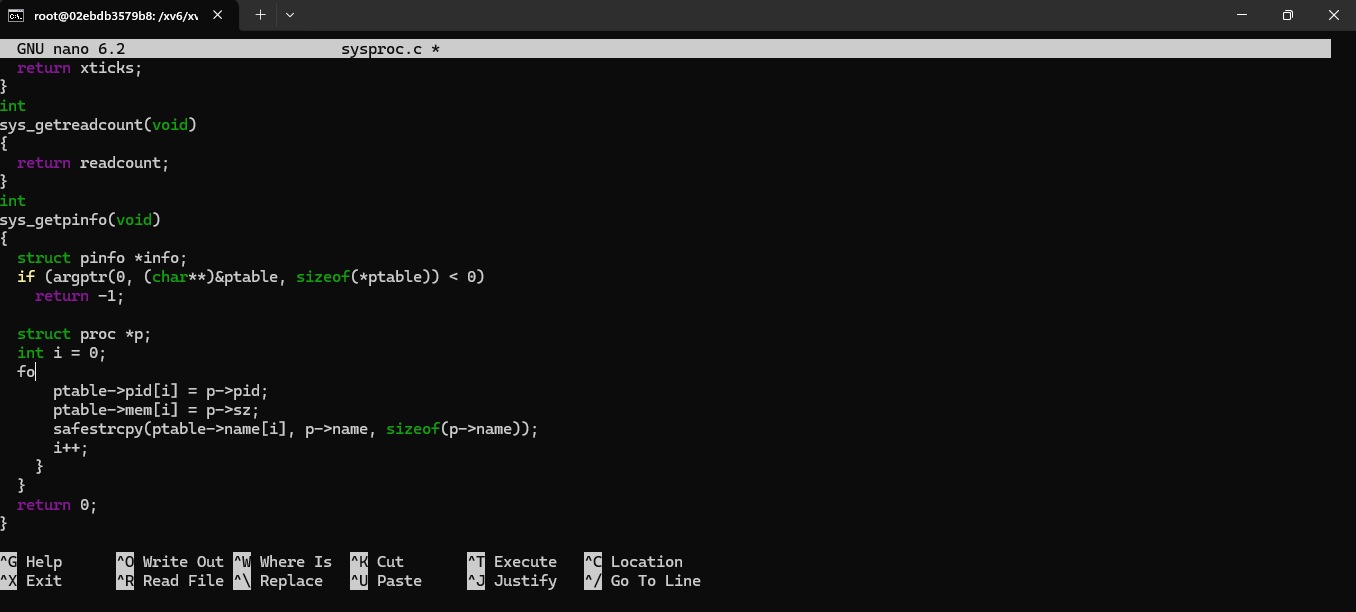 root@02ebdb3579b8: /xv6/xv
GNU nano 6.2 sysproc.c *
  return xticks;
}
int
sys_getreadcount(void)
{
  return readcount;
}
int
sys_getpinfo(void)
{
  struct pinfo *info;
  if (argptr(0, (char**)&ptable, sizeof(*ptable)) < 0)
    return -1;

  struct proc *p;
  int i = 0;
  fo
      ptable->pid[i] = p->pid;
      ptable->mem[i] = p->sz;
      safestrcpy(ptable->name[i], p->name, sizeof(p->name));
      i++;
    }
  }
  return 0;
}
^G Help ^O Write Out ^W Where Is ^K Cut ^T Execute ^C Location
^X Exit ^R Read File ^\ Replace ^U Paste ^J Justify ^/ Go To Line